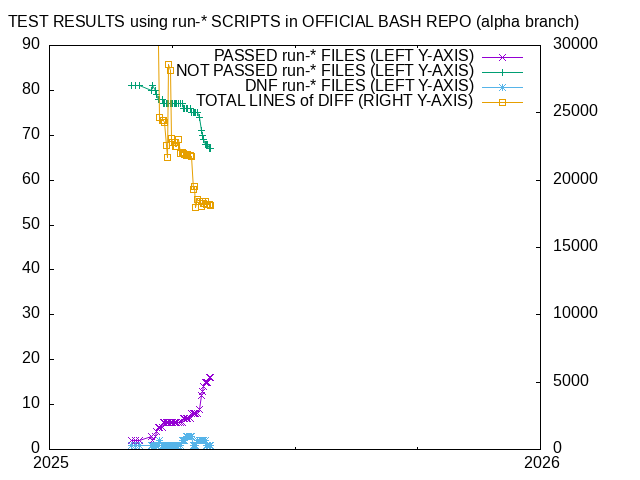 TEST RESULTS using run-* SCRIPTS in OFFICIAL BASH REPO (alpha branch)
90 30000
PASSED run-* FILES (LEFT Y-AXIS)
NOT PASSED run-* FILES (LEFT Y-AXIS)
80
DNF run-* FILES (LEFT Y-AXIS)
TOTAL LINES of DIFF (RIGHT Y-AXIS)
25000
70
60 20000
50
15000
40
30 10000
20
5000
10
0 0
2025 2026